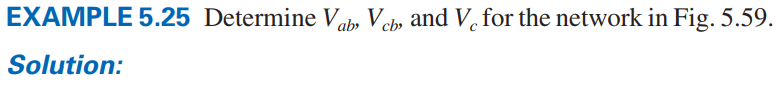 EXAMPLE 5.25 Determine Vab, Vcb, and Vc for the network in Fig. 5.59.
Solution: